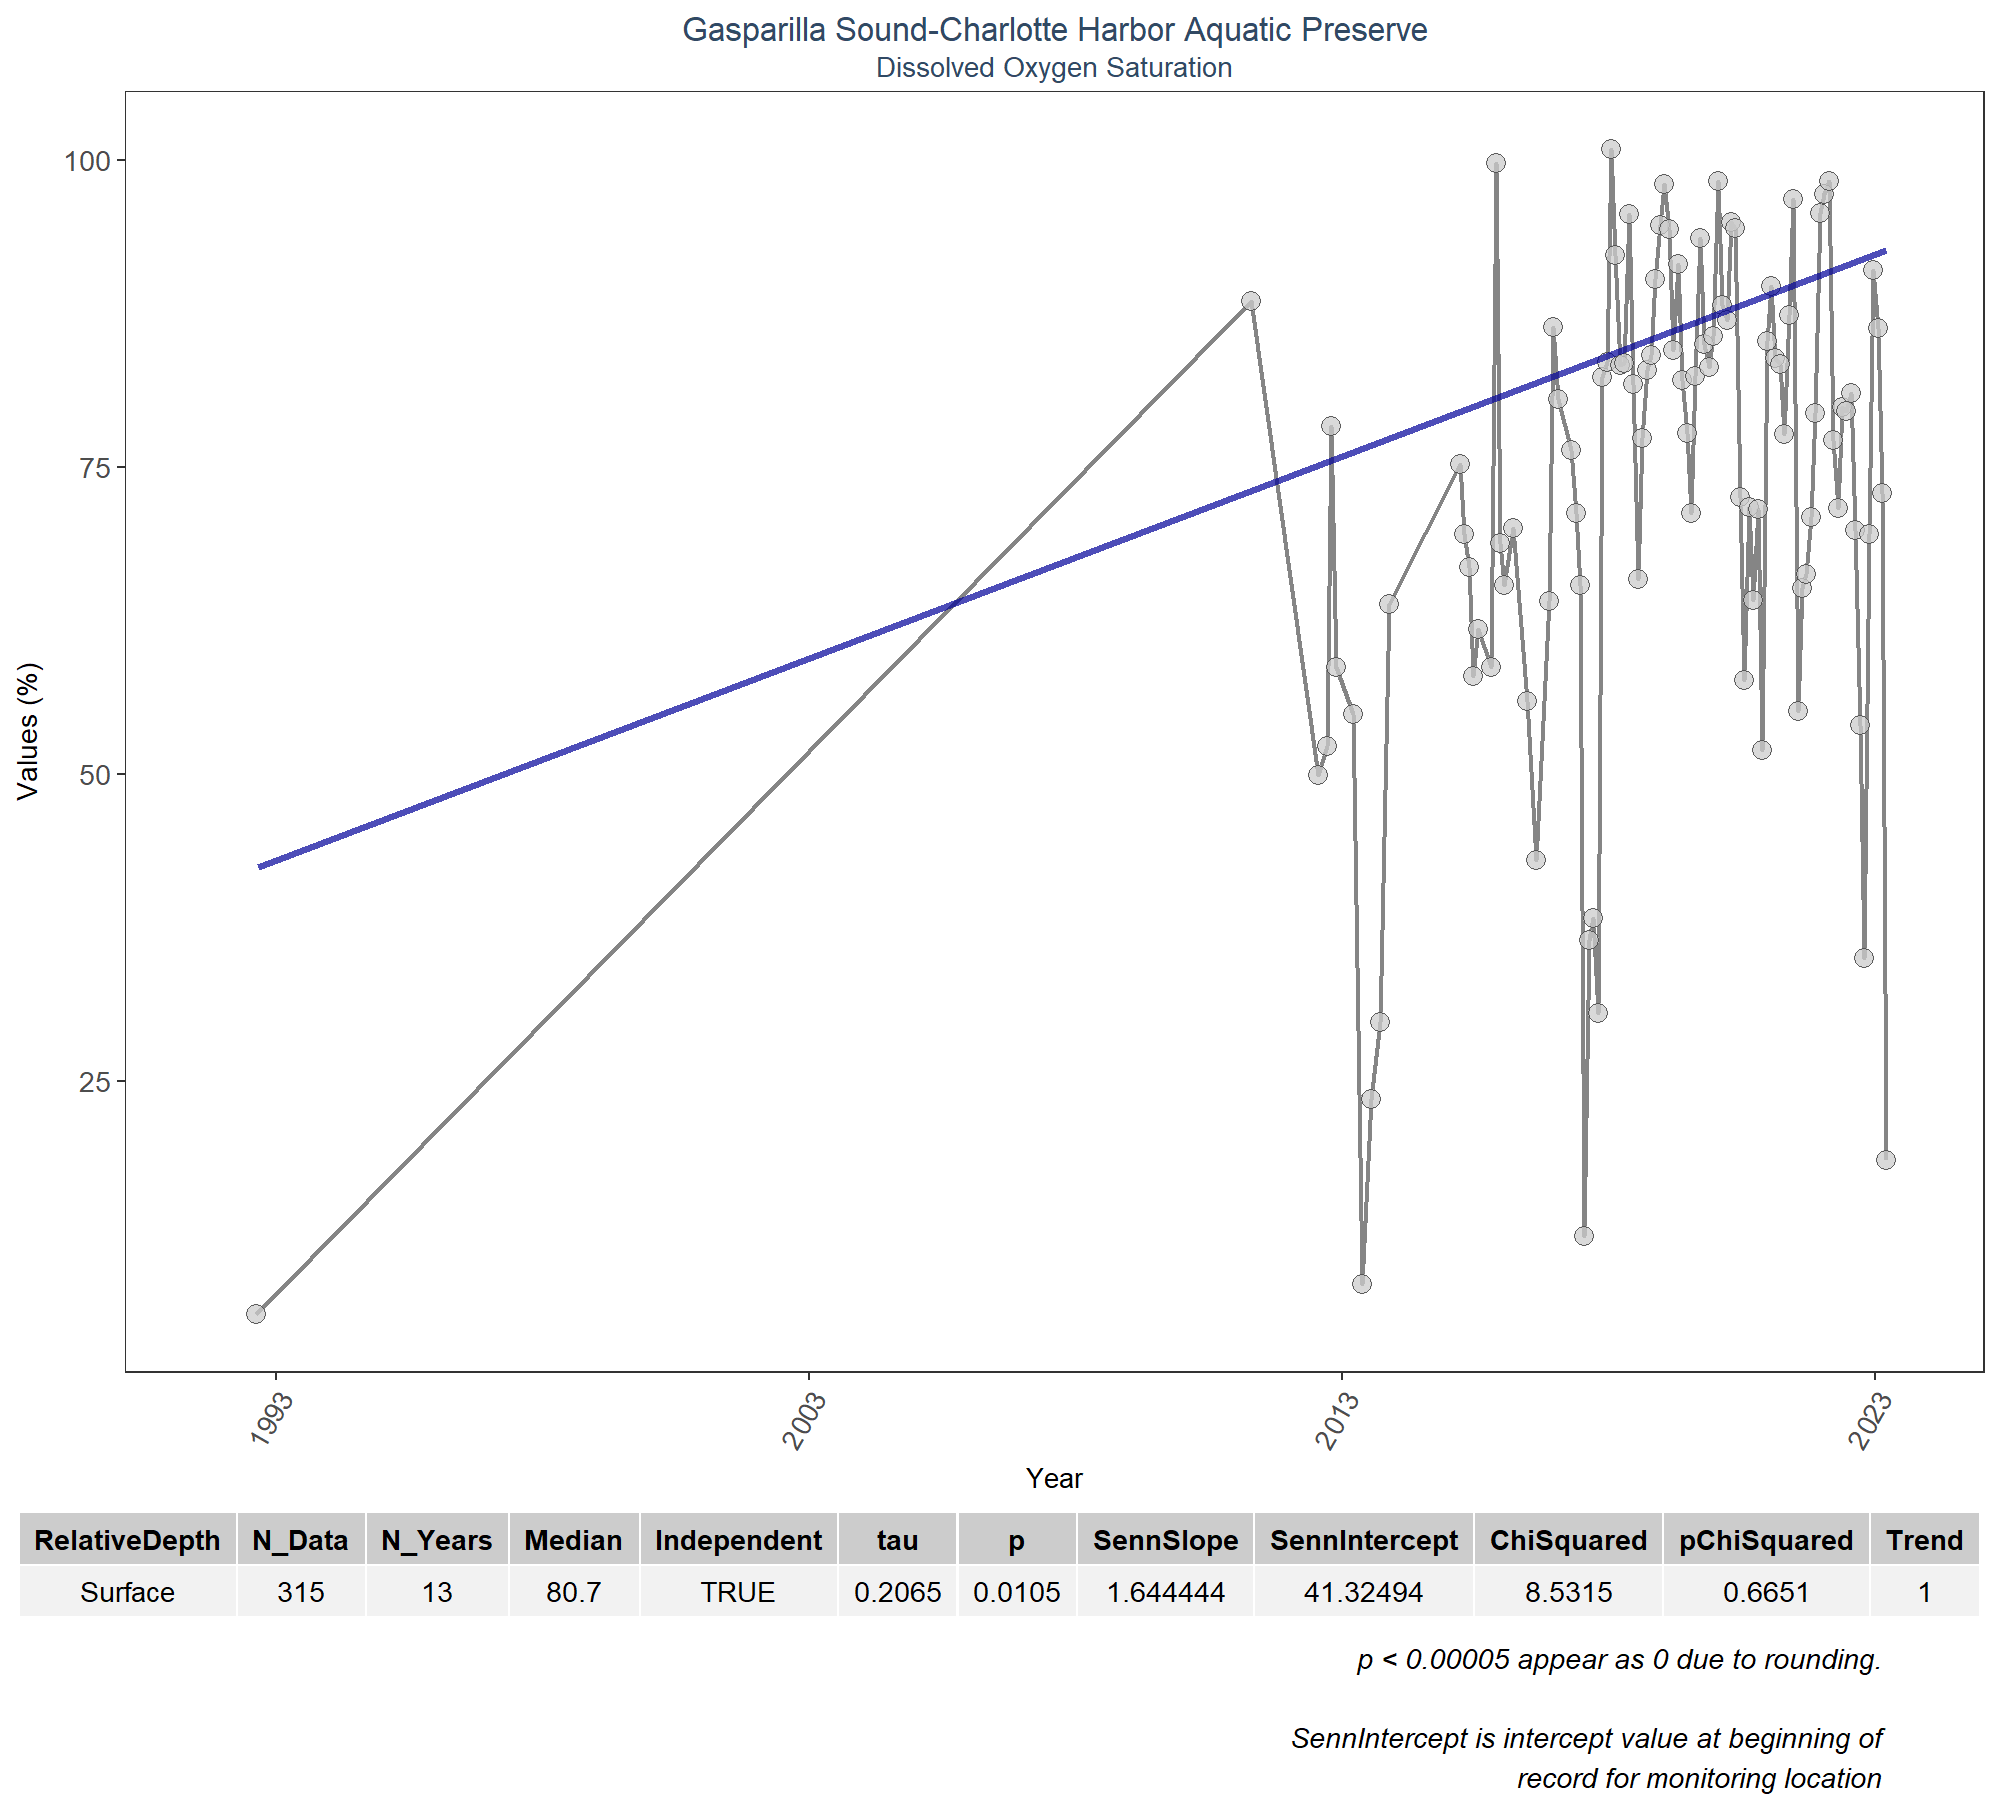 Gasparilla Sound-Charlotte Harbor Aquatic Preserve
Dissolved Oxygen Saturation
100
75
50
25
Values (%)
1993
2003
2013
2023
Year
RelativeDepth N_Data N_Years Median Independent tau p SennSlope SennIntercept ChiSquared pChiSquared Trend
Surface 315 13 80.7 TRUE 0.2065 0.0105 1.644444 41.32494 8.5315 0.6651 1
p < 0.00005 appear as 0 due to rounding.
SennIntercept is intercept value at beginning of
record for monitoring location